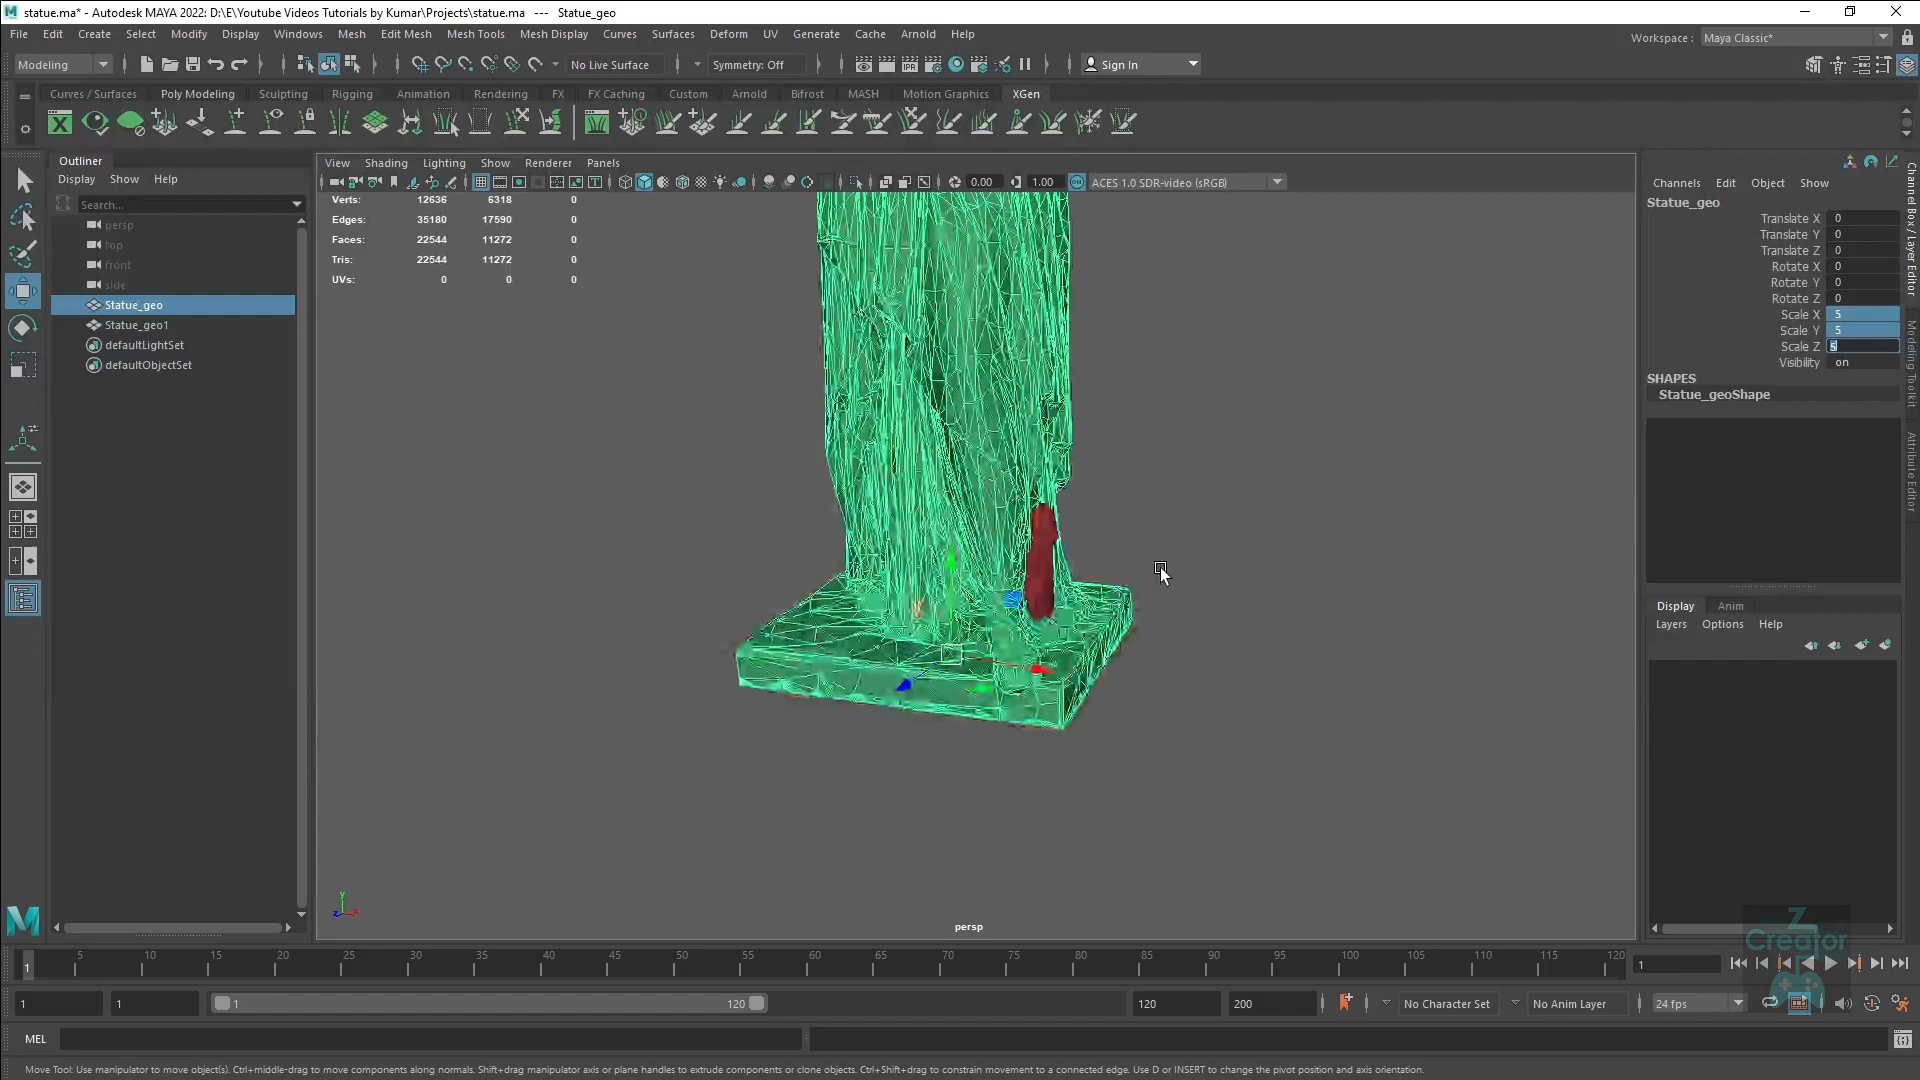 statue.ma* - Autodesk MAYA 2022: D:\E\Youtube Videos Tutorials by Kumar\Projects\statue.ma --- Statue_geo
File Edit Create Select Modify Display Windows Mesh Edit Mesh Mesh Tools Mesh Display Curves Surfaces Deform UV Generate Cache Arnold Help
Workspace : Maya Classic*
Modeling No Live Surface Symmetry: Off Sign In
Curves / Surfaces Poly Modeling Sculpting Rigging Animation Rendering FX FX Caching Custom Arnold Bifrost MASH Motion Graphics XGen
Outliner
Display Show Help
Search...
persp
top
front
side
Statue_geo
Statue_geo1
defaultLightSet
defaultObjectSet
View Shading Lighting Show Renderer Panels
0.00 1.00 ACES 1.0 SDR-video (sRGB)
Verts: 12636 6318 0
Edges: 35180 17590 0
Faces: 22544 11272 0
Tris: 22544 11272 0
UVs: 0 0 0
y
z x
persp
Channels Edit Object Show
Statue_geo
Translate X 0
Translate Y 0
Translate Z 0
Rotate X 0
Rotate Y 0
Rotate Z 0
Scale X 5
Scale Y 5
Scale Z 5
Visibility on
SHAPES
Statue_geoShape
Channel Box / Layer Editor
Modeling Toolkit
Attribute Editor
Display Anim
Layers Options Help
Z
Creator
1 5 10 15 20 25 30 35 40 45 50 55 60 65 70 75 80 85 90 95 100 105 110 115 120 1
1 1 1 120 120 200 No Character Set No Anim Layer 24 fps
MEL
Move Tool: Use manipulator to move object(s). Ctrl+middle-drag to move components along normals. Shift+drag manipulator axis or plane handles to extrude components or clone objects. Ctrl+Shift+drag to constrain movement to a connected edge. Use D or INSERT to change the pivot position and axis orientation.